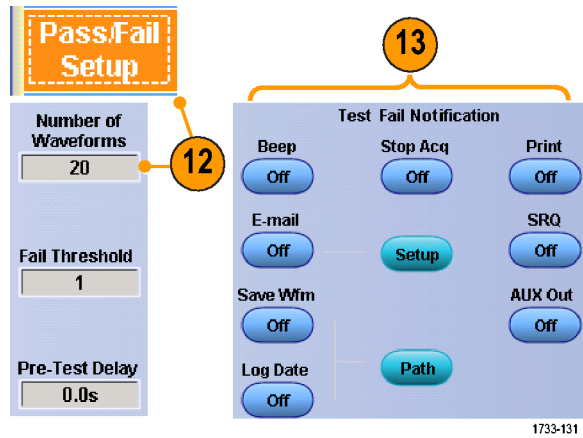 Pass/Fail
Setup
12
Number of
Waveforms
20
Fail Threshold
1
Pre-Test Delay
0.0s
13
Test Fail Notification
Beep
Stop Acq
Print
Off
Off
Off
E-mail
SRQ
Off
Setup
Off
Save Wfm
AUX Out
Off
Off
Log Date
Path
Off
1733-131